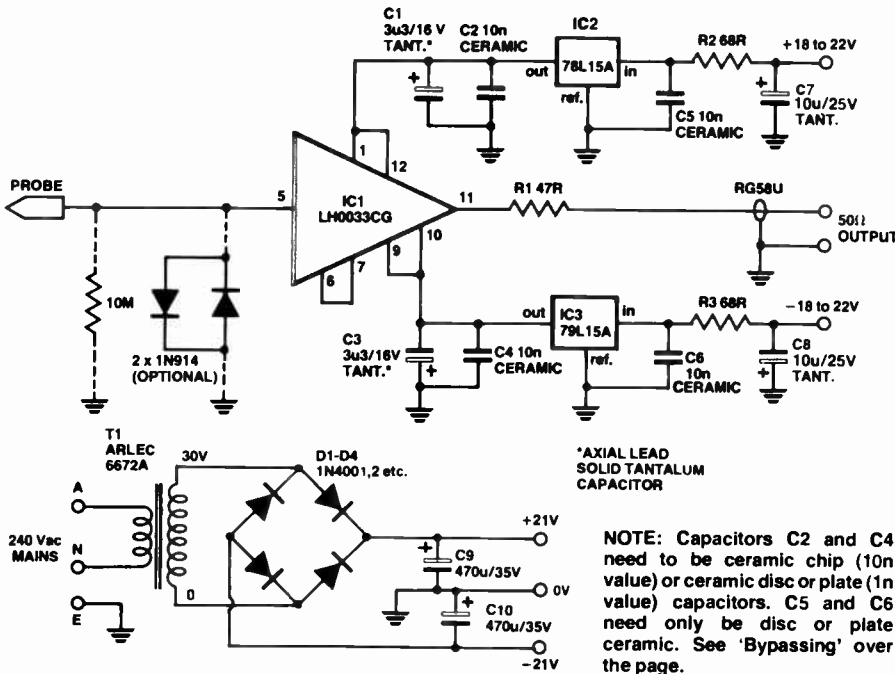 C1
3u3/16 V
TANT.*
C2 10n
CERAMIC
IC2
78L15A
out
in
ref.
R2 68R
+18 to 22V
C5 10n
CERAMIC
C7
10u/25V
TANT.
1
12
PROBE
5
IC1
LH0033CG
11
R1 47R
RG58U
50Ω
OUTPUT
10
9
7
6
10M
2 x 1N914
(OPTIONAL)
out
in
IC3
79L15A
ref.
R3 68R
−18 to 22V
C3
3u3/16V
TANT.*
C4 10n
CERAMIC
C6
10n
CERAMIC
C8
10u/25V
TANT.
T1
ARLEC
6672A
30V
D1-D4
1N4001,2 etc.
*AXIAL LEAD
SOLID TANTALUM
CAPACITOR
A
240 Vac
MAINS
N
E
0
+21V
C9
470u/35V
0V
C10
470u/35V
−21V
NOTE: Capacitors C2 and C4
need to be ceramic chip (10n
value) or ceramic disc or plate (1n
value) capacitors. C5 and C6
need only be disc or plate
ceramic. See 'Bypassing' over
the page.